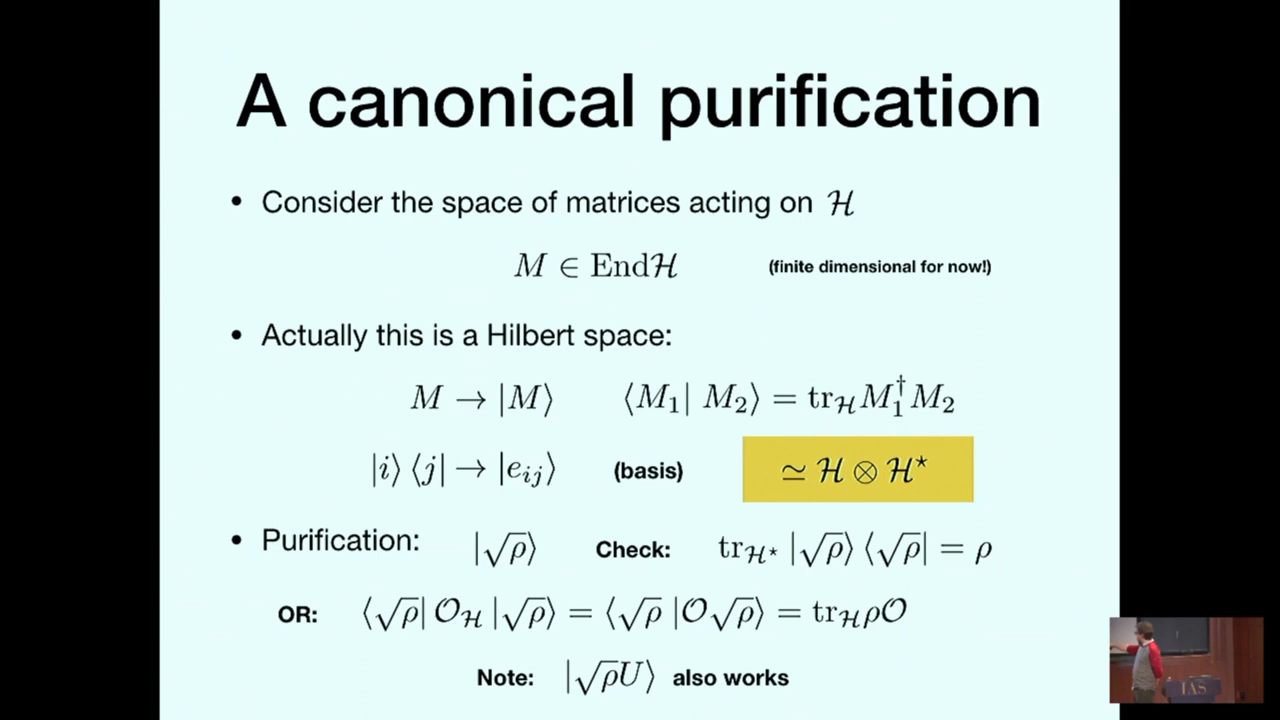 A canonical purification
• Consider the space of matrices acting on ℋ
M ∈ Endℋ (finite dimensional for now!)
• Actually this is a Hilbert space:
M → |M⟩ ⟨M₁| M₂⟩ = tr_ℋ M₁† M₂
|i⟩ ⟨j| → |e_ij⟩ (basis) ≃ ℋ ⊗ ℋ⋆
• Purification: |√ρ⟩ Check: tr_ℋ⋆ |√ρ⟩ ⟨√ρ| = ρ
OR: ⟨√ρ| 𝒪_ℋ |√ρ⟩ = ⟨√ρ |𝒪√ρ⟩ = tr_ℋ ρ𝒪
Note: |√ρU⟩ also works
IAS